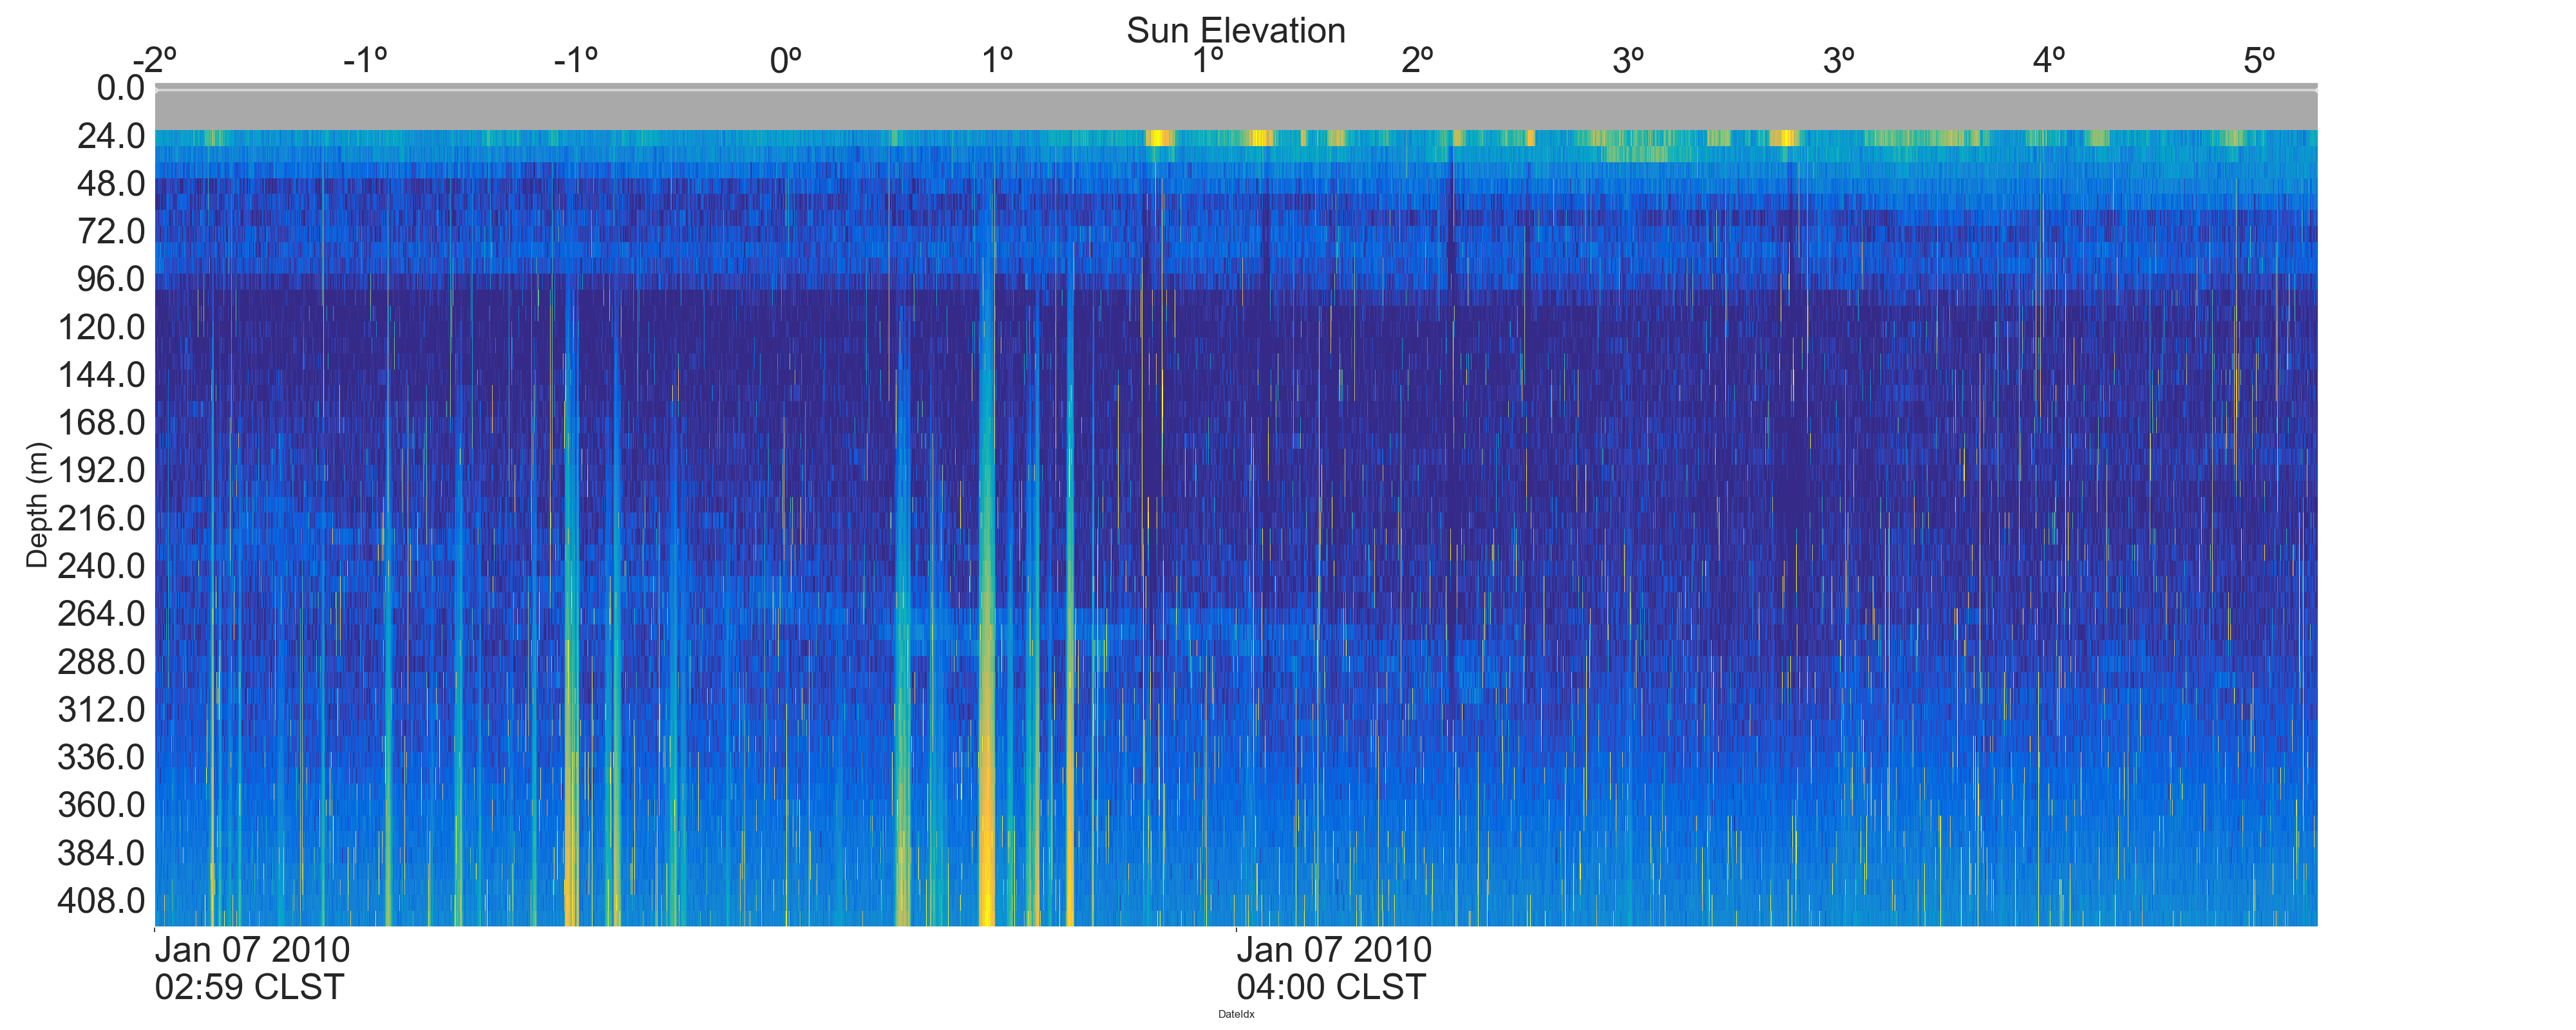 Sun Elevation
-2º -1º -1º 0º 1º 1º 2º 3º 3º 4º 5º
0.0
24.0
48.0
72.0
96.0
120.0
144.0
168.0
192.0
216.0
240.0
264.0
288.0
312.0
336.0
360.0
384.0
408.0
Depth (m)
Jan 07 2010
02:59 CLST
Jan 07 2010
04:00 CLST
DateIdx